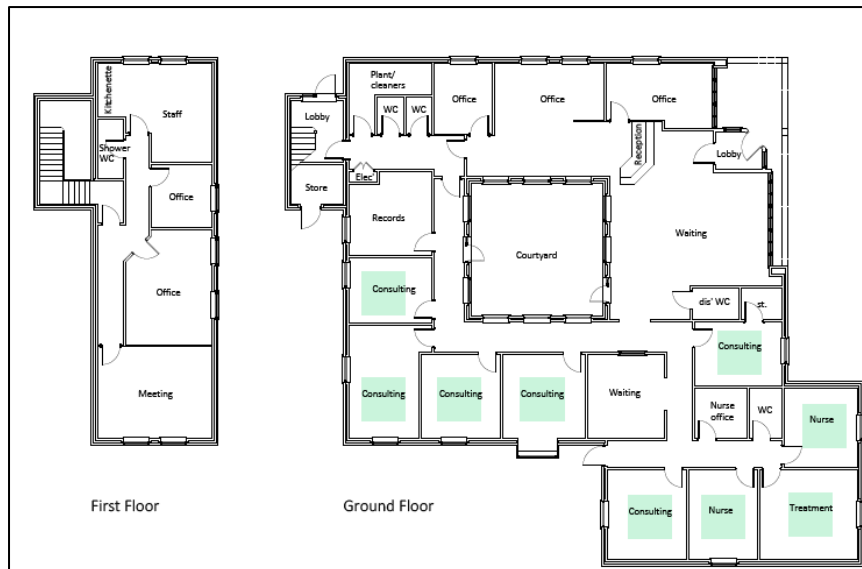 Kitchenette
Staff
Shower
WC
Office
Office
Meeting
First Floor
Plant/
cleaners
WC
WC
Office
Office
Office
Lobby
Reception
Lobby
Store
Elec'
Records
Courtyard
Waiting
Consulting
dis' WC
st.
Consulting
Consulting
Consulting
Consulting
Waiting
Nurse
office
WC
Nurse
Consulting
Nurse
Treatment
Ground Floor